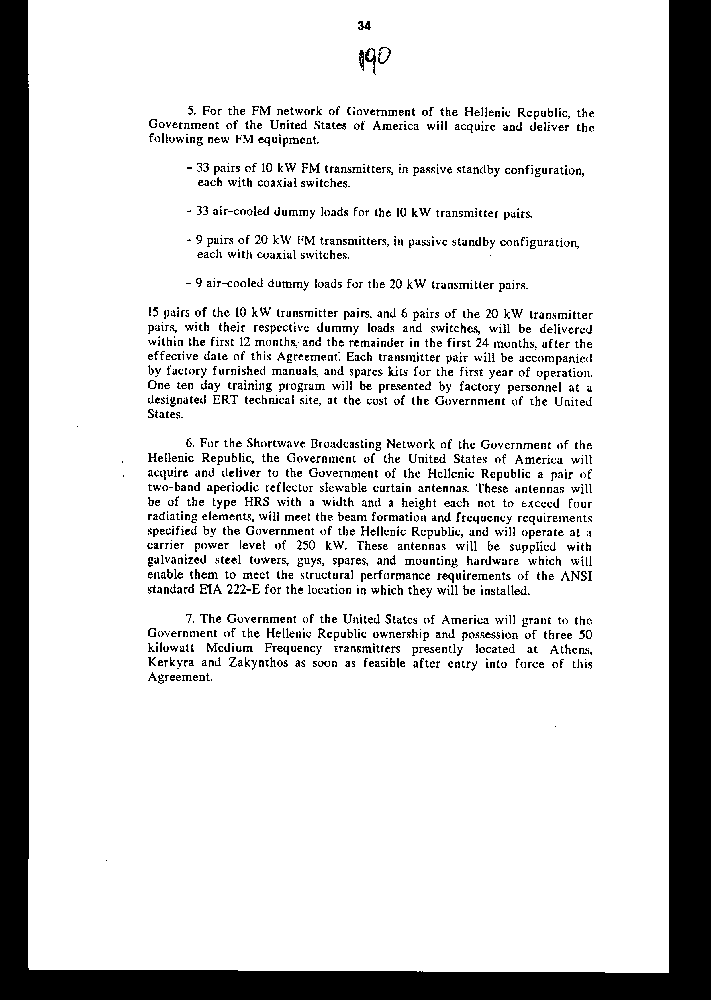 34
190
5. For the FM network of Government of the Hellenic Republic, the
Government of the United States of America will acquire and deliver the
following new FM equipment.
- 33 pairs of 10 kW FM transmitters, in passive standby configuration,
each with coaxial switches.
- 33 air-cooled dummy loads for the 10 kW transmitter pairs.
- 9 pairs of 20 kW FM transmitters, in passive standby configuration,
each with coaxial switches.
- 9 air-cooled dummy loads for the 20 kW transmitter pairs.
15 pairs of the 10 kW transmitter pairs, and 6 pairs of the 20 kW transmitter
pairs, with their respective dummy loads and switches, will be delivered
within the first 12 months, and the remainder in the first 24 months, after the
effective date of this Agreement. Each transmitter pair will be accompanied
by factory furnished manuals, and spares kits for the first year of operation.
One ten day training program will be presented by factory personnel at a
designated ERT technical site, at the cost of the Government of the United
States.
6. For the Shortwave Broadcasting Network of the Government of the
Hellenic Republic, the Government of the United States of America will
acquire and deliver to the Government of the Hellenic Republic a pair of
two-band aperiodic reflector slewable curtain antennas. These antennas will
be of the type HRS with a width and a height each not to exceed four
radiating elements, will meet the beam formation and frequency requirements
specified by the Government of the Hellenic Republic, and will operate at a
carrier power level of 250 kW. These antennas will be supplied with
galvanized steel towers, guys, spares, and mounting hardware which will
enable them to meet the structural performance requirements of the ANSI
standard EIA 222-E for the location in which they will be installed.
7. The Government of the United States of America will grant to the
Government of the Hellenic Republic ownership and possession of three 50
kilowatt Medium Frequency transmitters presently located at Athens,
Kerkyra and Zakynthos as soon as feasible after entry into force of this
Agreement.